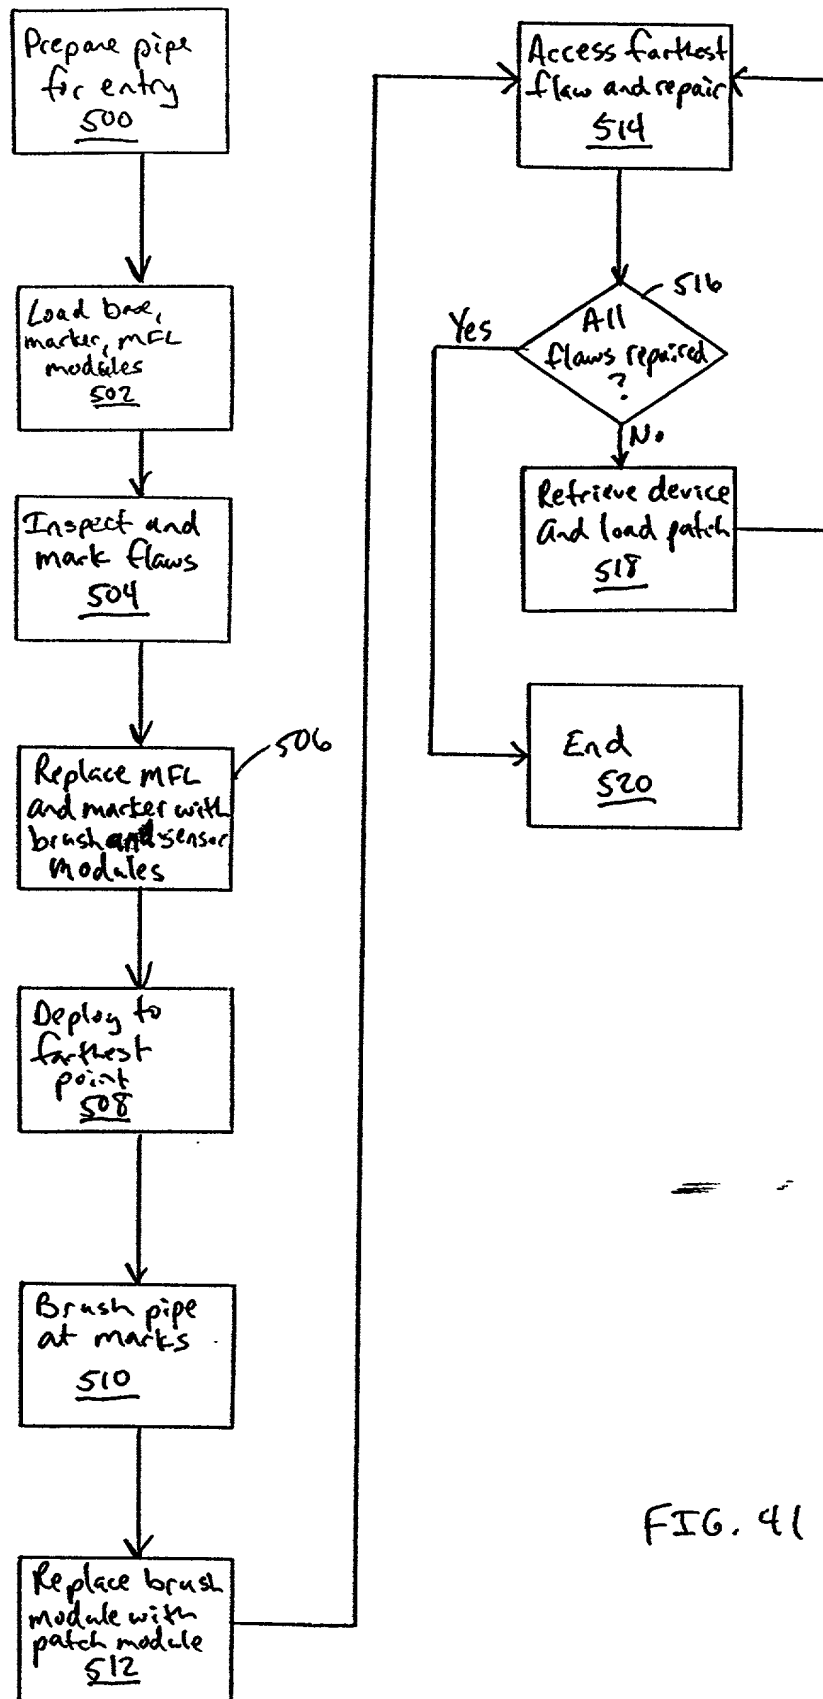 Prepare pipe
for entry
500
Load base,
marker, MFL
modules
502
Inspect and
mark flaws
504
Replace MFL
and marker with
brush and sensor
modules
506
Deploy to
farthest
point
508
Brush pipe
at marks
510
Replace brush
module with
patch module
512
Access farthest
flaw and repair
514
516
All
flaws repaired
?
Yes
No
Retrieve device
and load patch
518
End
520
FIG. 41